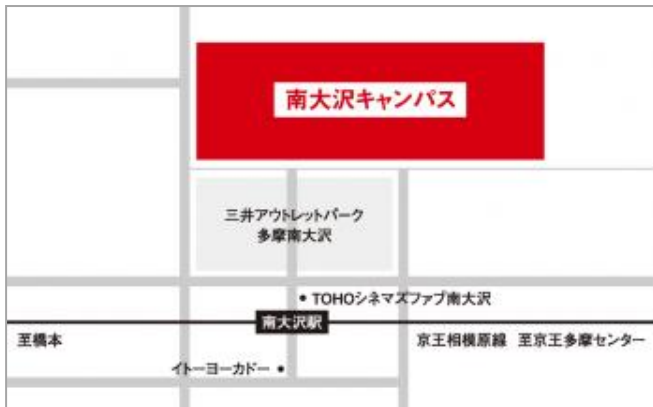 南大沢キャンパス
三井アウトレットパーク
多摩南大沢
TOHOシネマズファブ南大沢
南大沢駅
至橋本
京王相模原線 至京王多摩センター
イトーヨーカドー